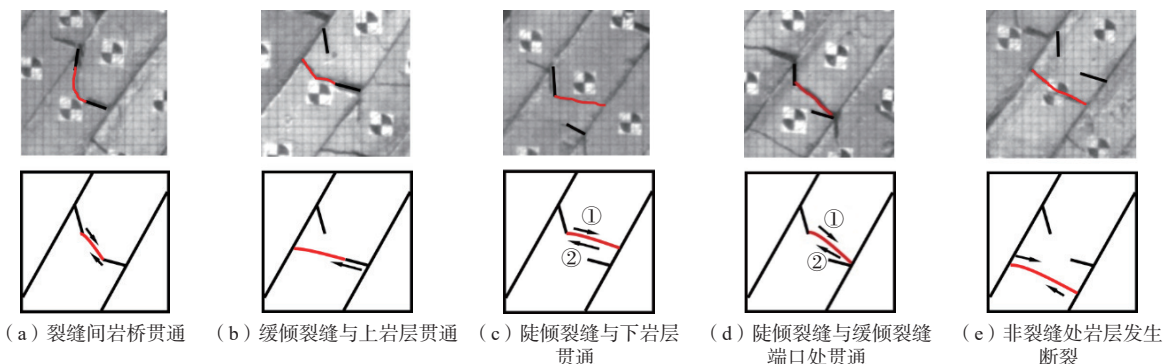 ①
②
①
②
（a）裂缝间岩桥贯通
（b）缓倾裂缝与上岩层贯通
（c）陡倾裂缝与下岩层
贯通
（d）陡倾裂缝与缓倾裂缝
端口处贯通
（e）非裂缝处岩层发生
断裂